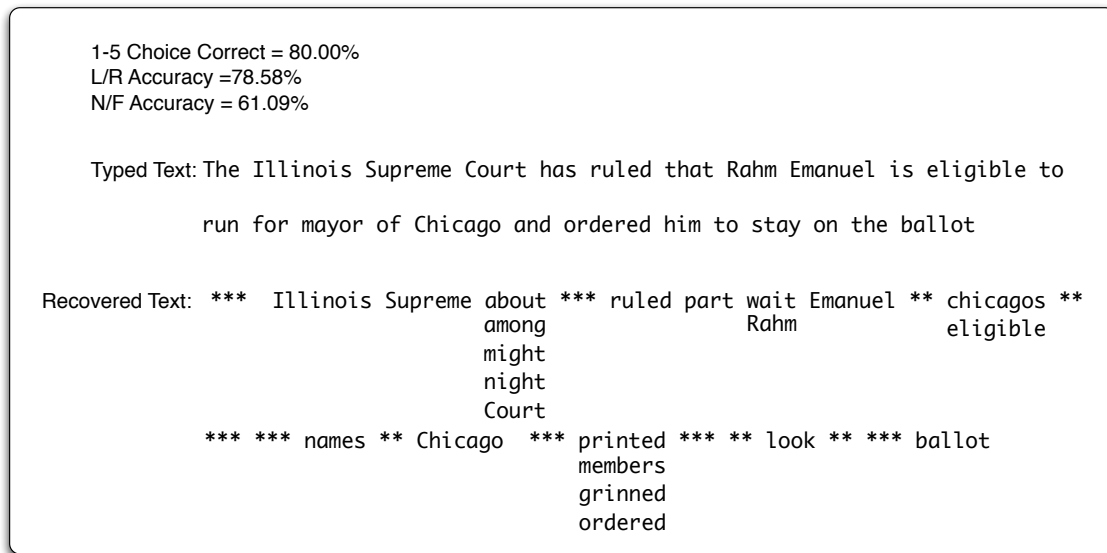 1-5 Choice Correct = 80.00%
L/R Accuracy =78.58%
N/F Accuracy = 61.09%
Typed Text: The Illinois Supreme Court has ruled that Rahm Emanuel is eligible to
run for mayor of Chicago and ordered him to stay on the ballot
Recovered Text: *** Illinois Supreme about *** ruled part wait Emanuel ** chicagos **
among Rahm eligible
might
night
Court
*** *** names ** Chicago *** printed *** ** look ** *** ballot
members
grinned
ordered